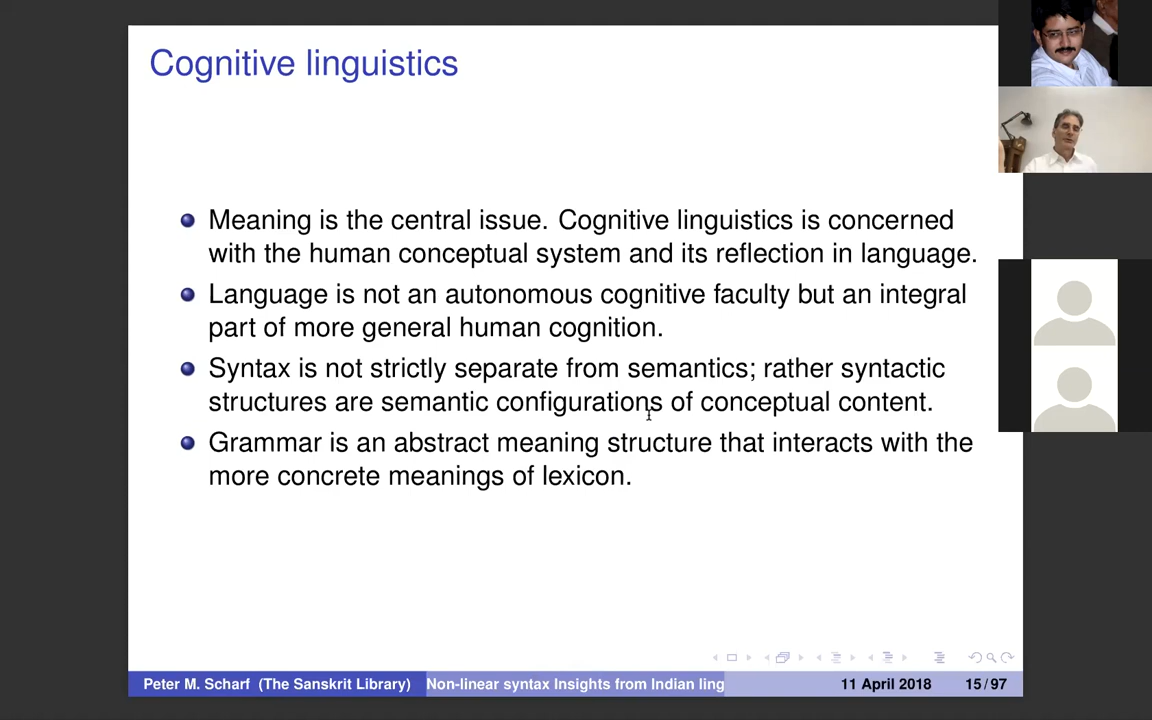 Cognitive linguistics
Meaning is the central issue. Cognitive linguistics is concerned
with the human conceptual system and its reflection in language.
Language is not an autonomous cognitive faculty but an integral
part of more general human cognition.
Syntax is not strictly separate from semantics; rather syntactic
structures are semantic configurations of conceptual content.
Grammar is an abstract meaning structure that interacts with the
more concrete meanings of lexicon.
Peter M. Scharf (The Sanskrit Library) Non-linear syntax Insights from Indian ling 11 April 2018 15/97